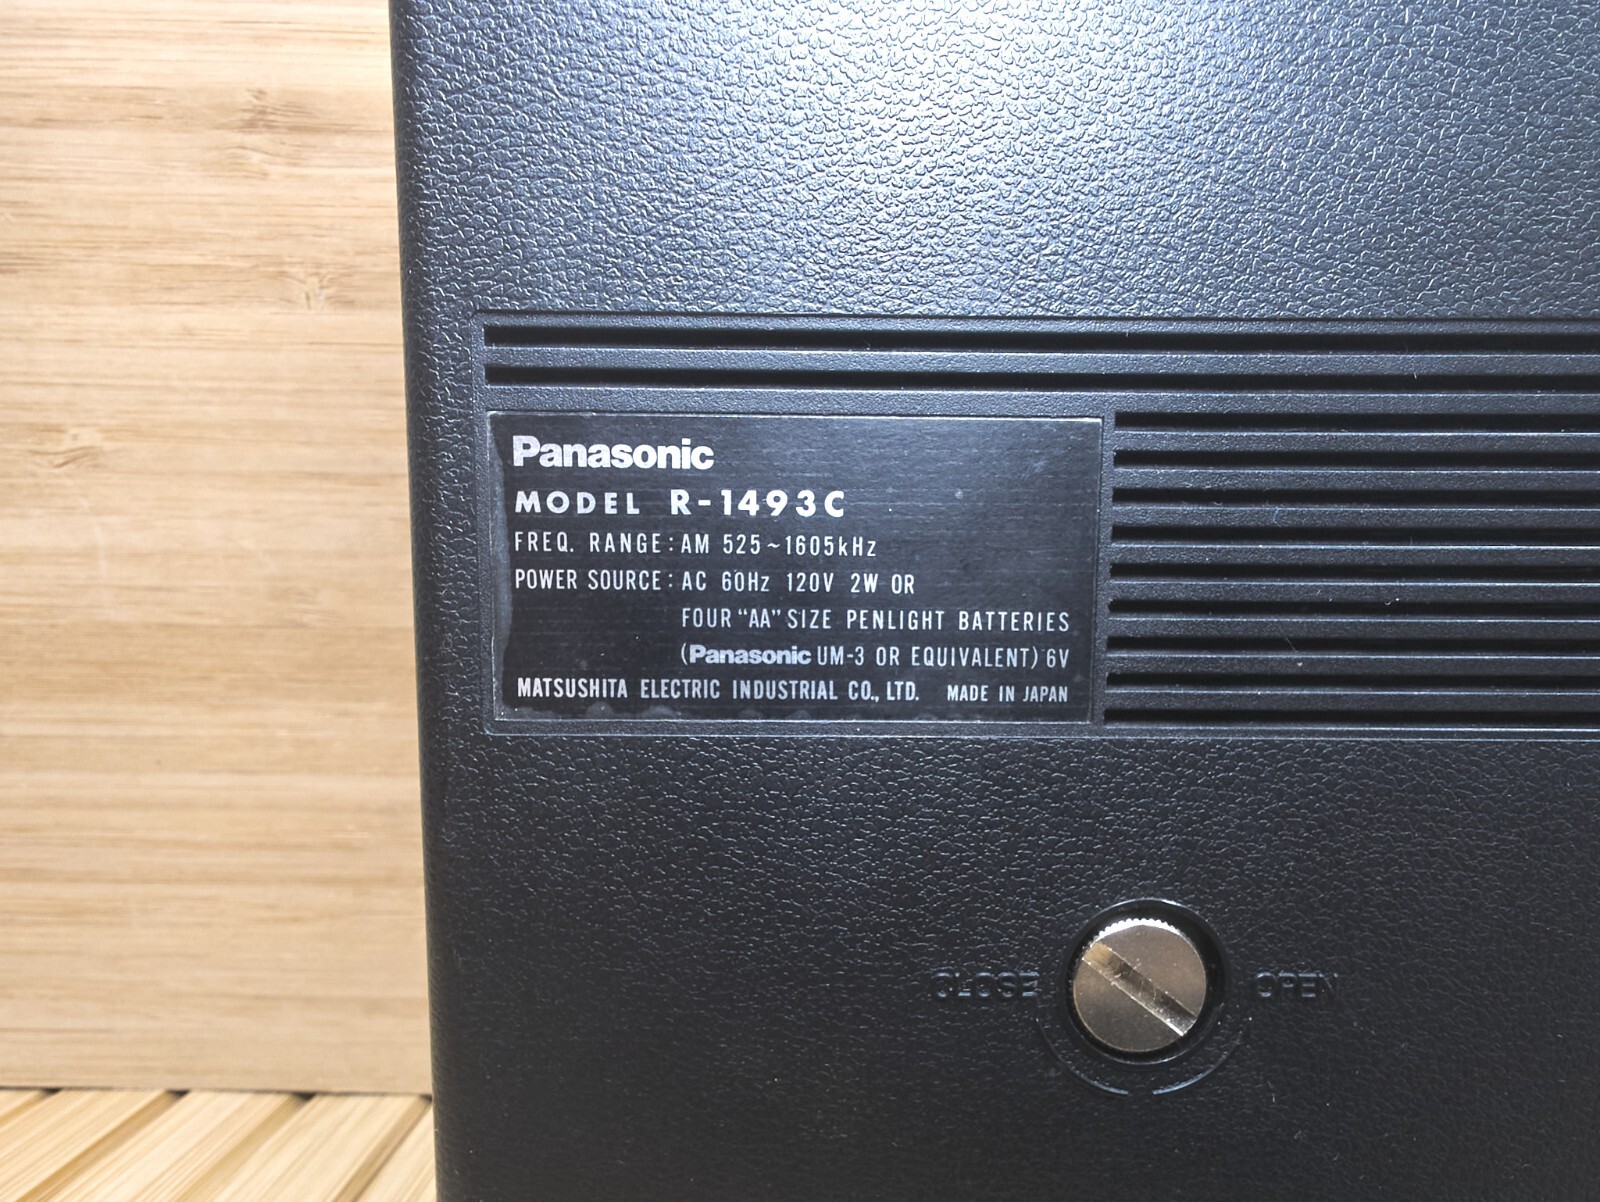 Panasonic
MODEL R-1493C
FREQ. RANGE: AM 525~1605kHz
POWER SOURCE: AC 60Hz 120V 2W OR
FOUR "AA" SIZE PENLIGHT BATTERIES
(Panasonic UM-3 OR EQUIVALENT) 6V
MATSUSHITA ELECTRIC INDUSTRIAL CO., LTD. MADE IN JAPAN
CLOSE OPEN